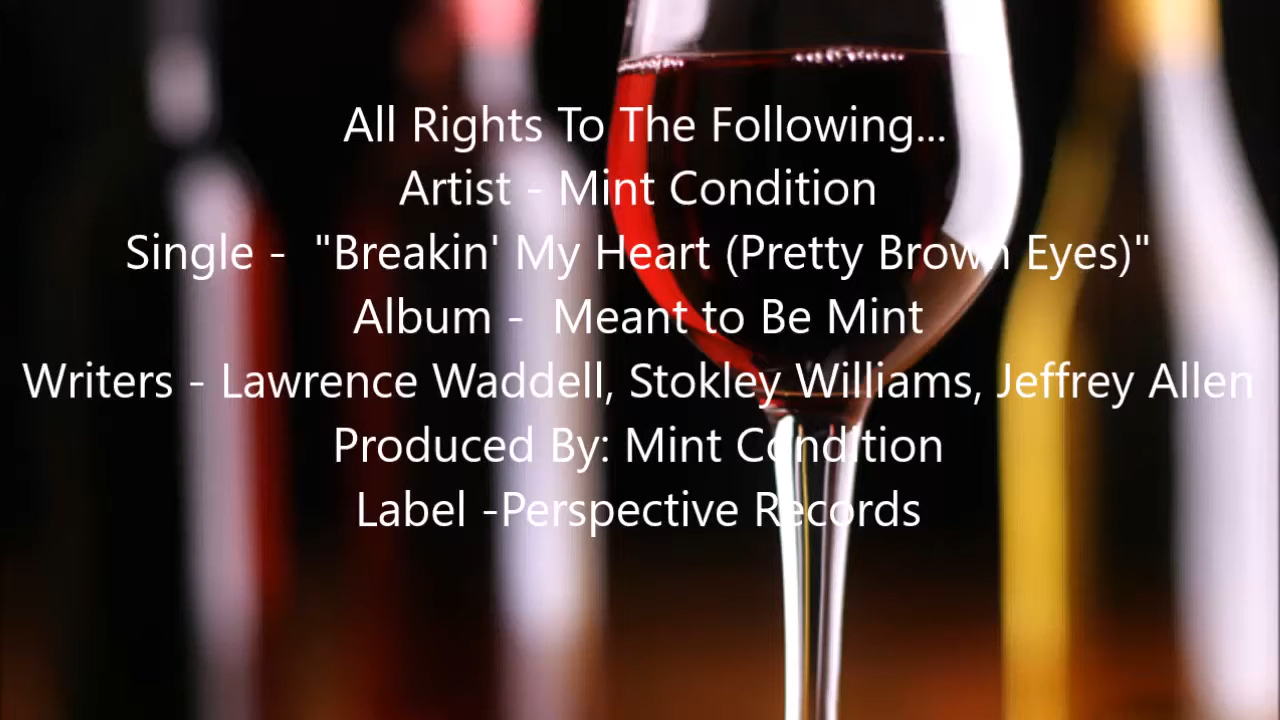 All Rights To The Following...
Artist - Mint Condition
Single -  "Breakin' My Heart (Pretty Brown Eyes)"
Album -  Meant to Be Mint
Writers - Lawrence Waddell, Stokley Williams, Jeffrey Allen
Produced By: Mint Condition
Label -Perspective Records